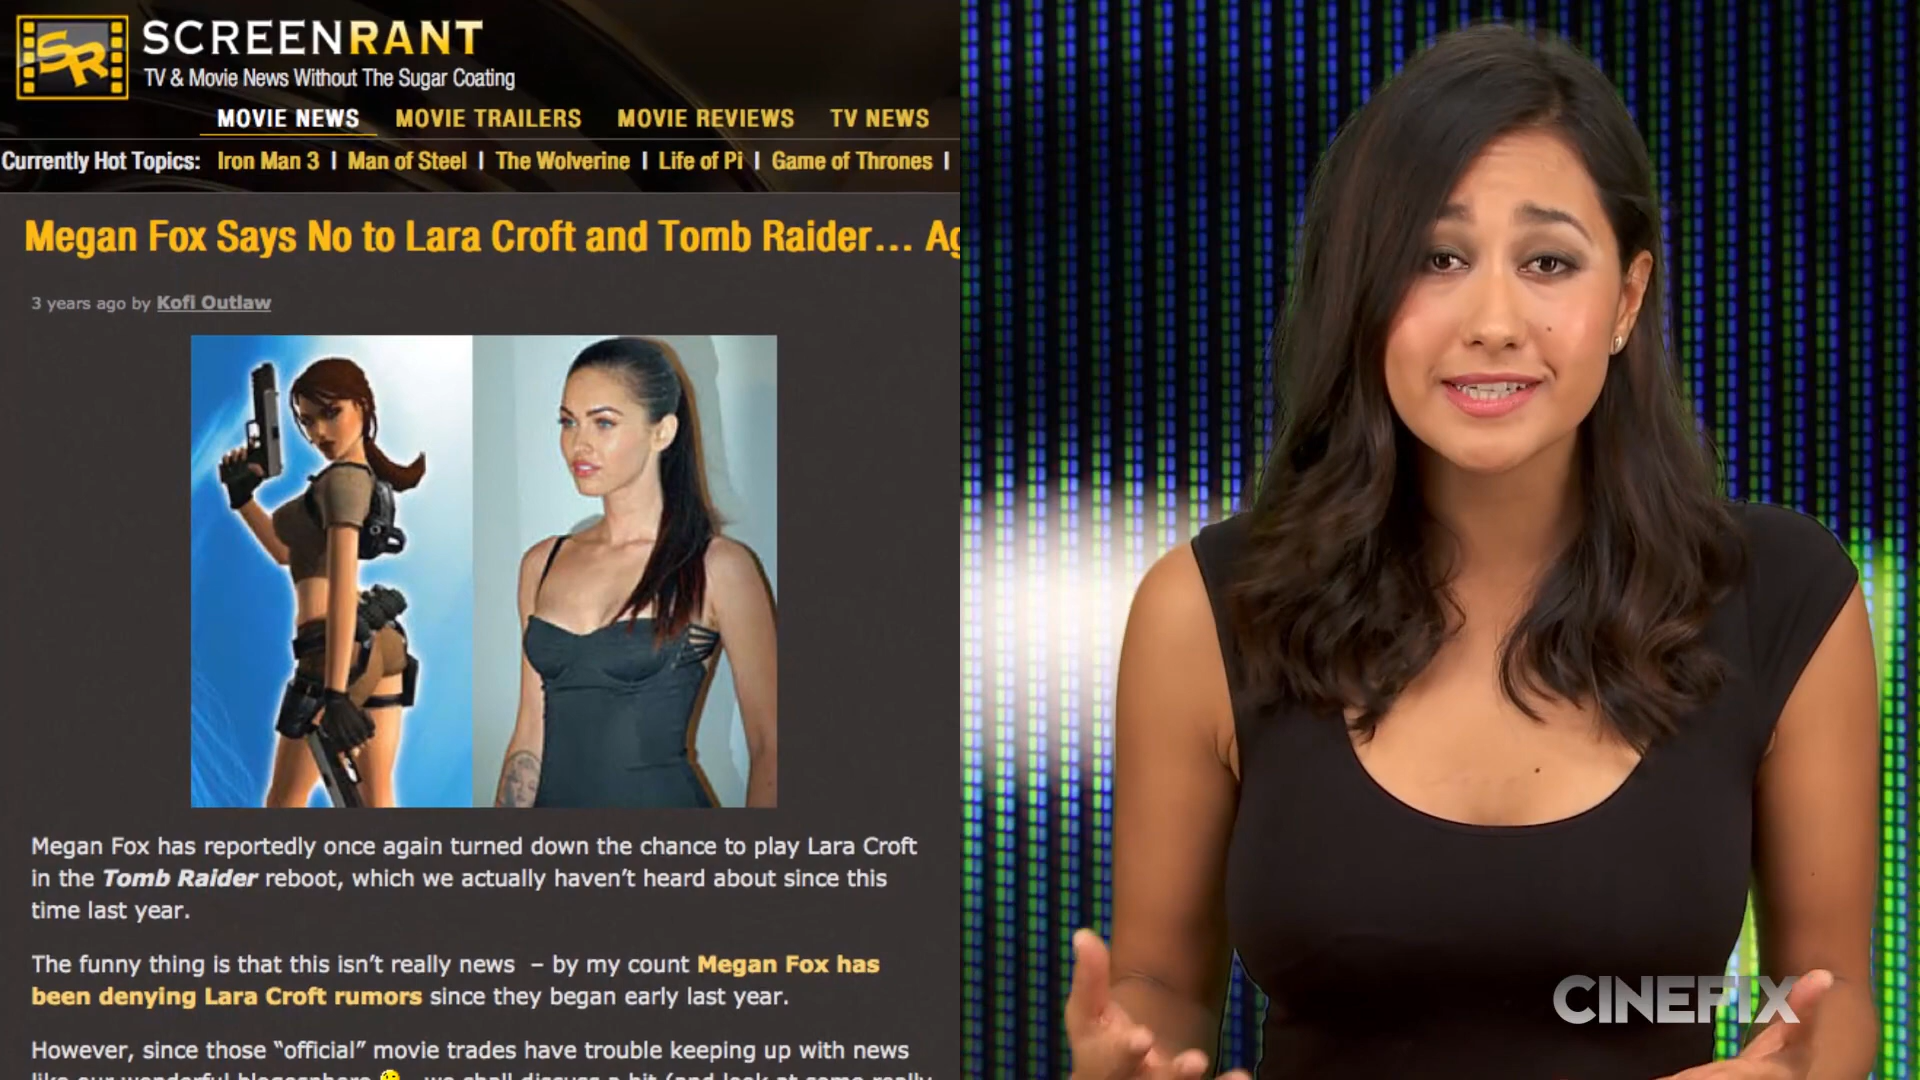 SR
SCREENRANT
TV & Movie News Without The Sugar Coating
MOVIE NEWS MOVIE TRAILERS MOVIE REVIEWS TV NEWS
Currently Hot Topics: Iron Man 3 | Man of Steel | The Wolverine | Life of Pi | Game of Thrones |
Megan Fox Says No to Lara Croft and Tomb Raider...
3 years ago by Kofi Outlaw
Megan Fox has reportedly once again turned down the chance to play Lara Croft
in the Tomb Raider reboot, which we actually haven't heard about since this
time last year.
The funny thing is that this isn't really news – by my count Megan Fox has
been denying Lara Croft rumors since they began early last year.
However, since those "official" movie trades have trouble keeping up with news
CINEFIX